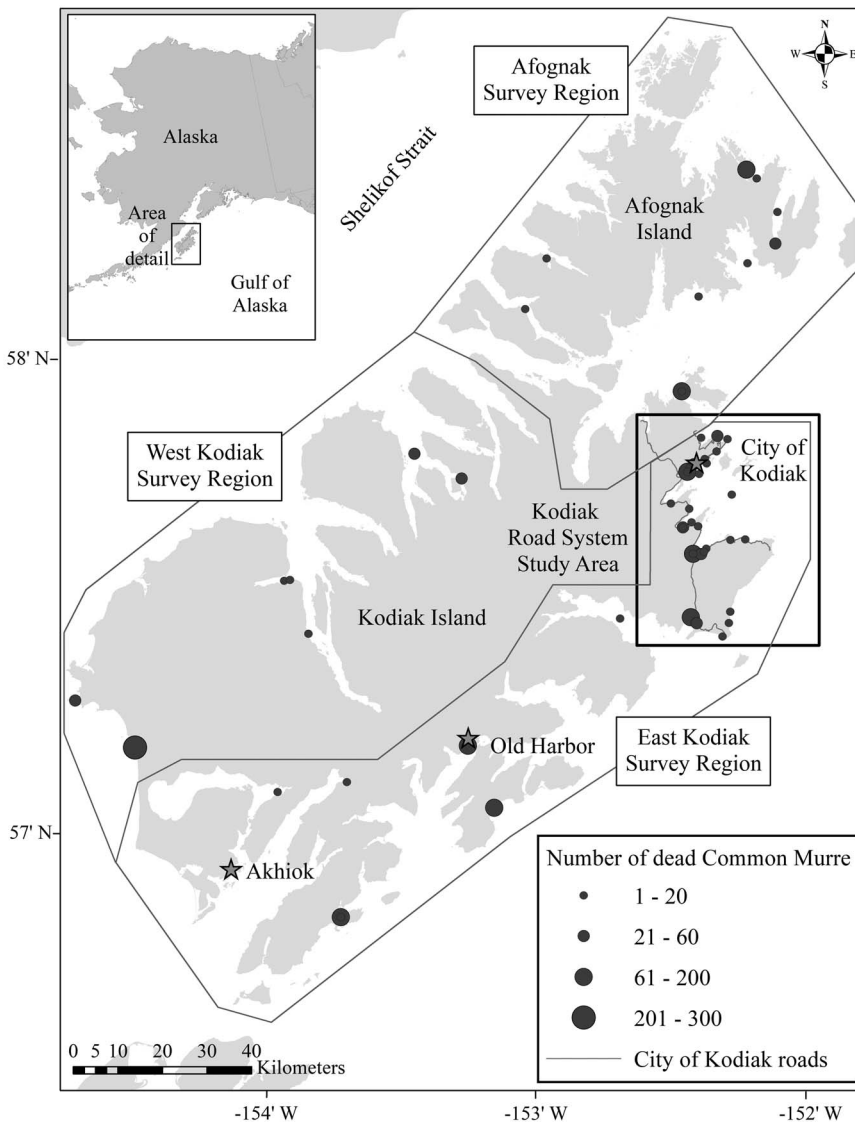 N
W
E
S
Afognak
Survey Region
Alaska
Area
of
detail
Gulf of
Alaska
Shelikof Strait
Afognak
Island
58' N
West Kodiak
Survey Region
City of
Kodiak
Kodiak
Road System
Study Area
Kodiak Island
Old Harbor
East Kodiak
Survey Region
57' N
Akhiok
Number of dead Common Murre
1 - 20
21 - 60
61 - 200
201 - 300
City of Kodiak roads
0 5 10 20 30 40
Kilometers
-154' W
-153' W
-152' W